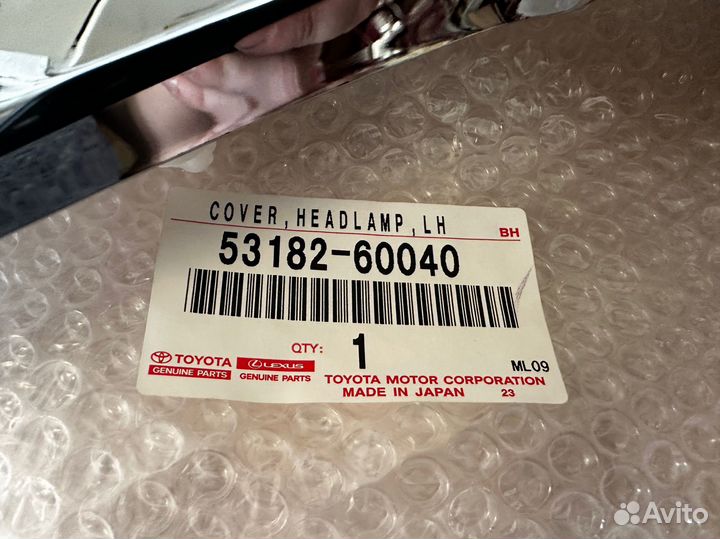 COVER,HEADLAMP,LH
BH
53182-60040
QTY: 1
ML09
TOYOTA
GENUINE PARTS
LEXUS
GENUINE PARTS
TOYOTA MOTOR CORPORATION
MADE IN JAPAN 23
Avito